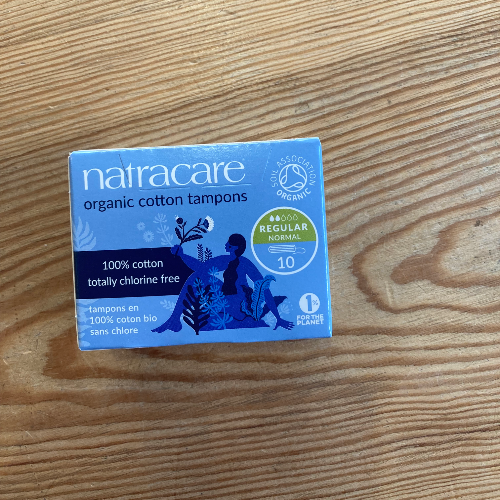 natracare
organic cotton tampons
SOIL ASSOCIATION
ORGANIC
REGULAR
NORMAL
10
100% cotton
totally chlorine free
tampons en
100% coton bio
sans chlore
1%
FOR THE
PLANET